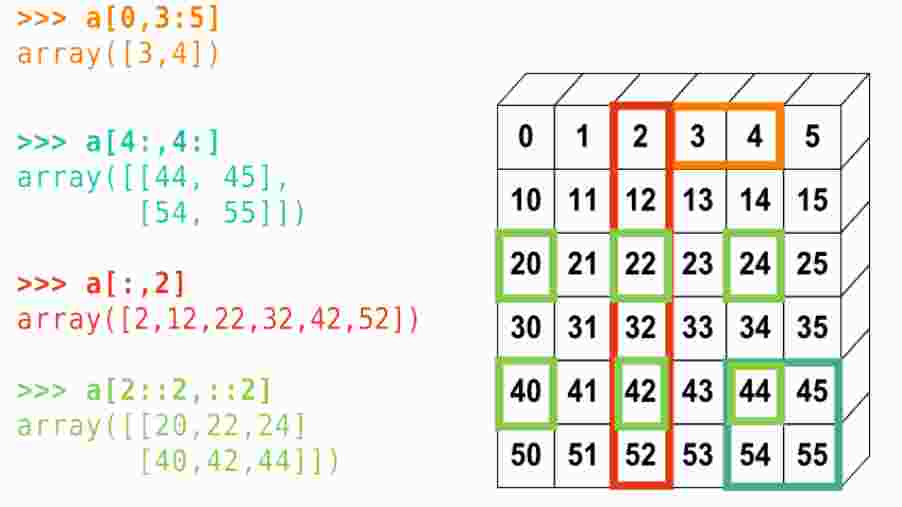 >>> a[0,3:5]
array([3,4])
>>> a[4:,4:]
array([[44, 45],
[54, 55]])
>>> a[:,2]
array([2,12,22,32,42,52])
>>> a[2::2,::2]
array([[20,22,24]
[40,42,44]])
0 1 2 3 4 5
10 11 12 13 14 15
20 21 22 23 24 25
30 31 32 33 34 35
40 41 42 43 44 45
50 51 52 53 54 55